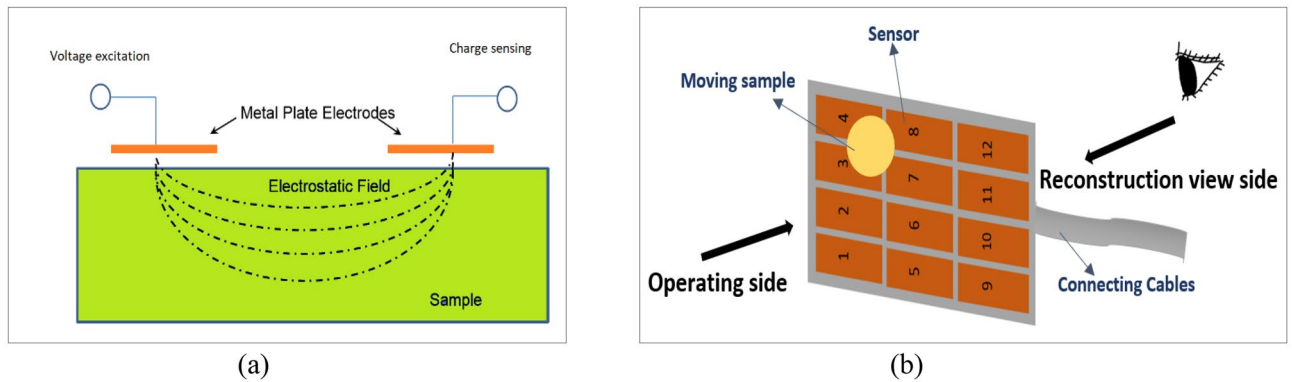 Voltage excitation
Charge sensing
Metal Plate Electrodes
Electrostatic Field
Sample
(a)
Sensor
Moving sample
4
8
12
3
7
11
2
6
10
1
5
9
Reconstruction view side
Operating side
Connecting Cables
(b)